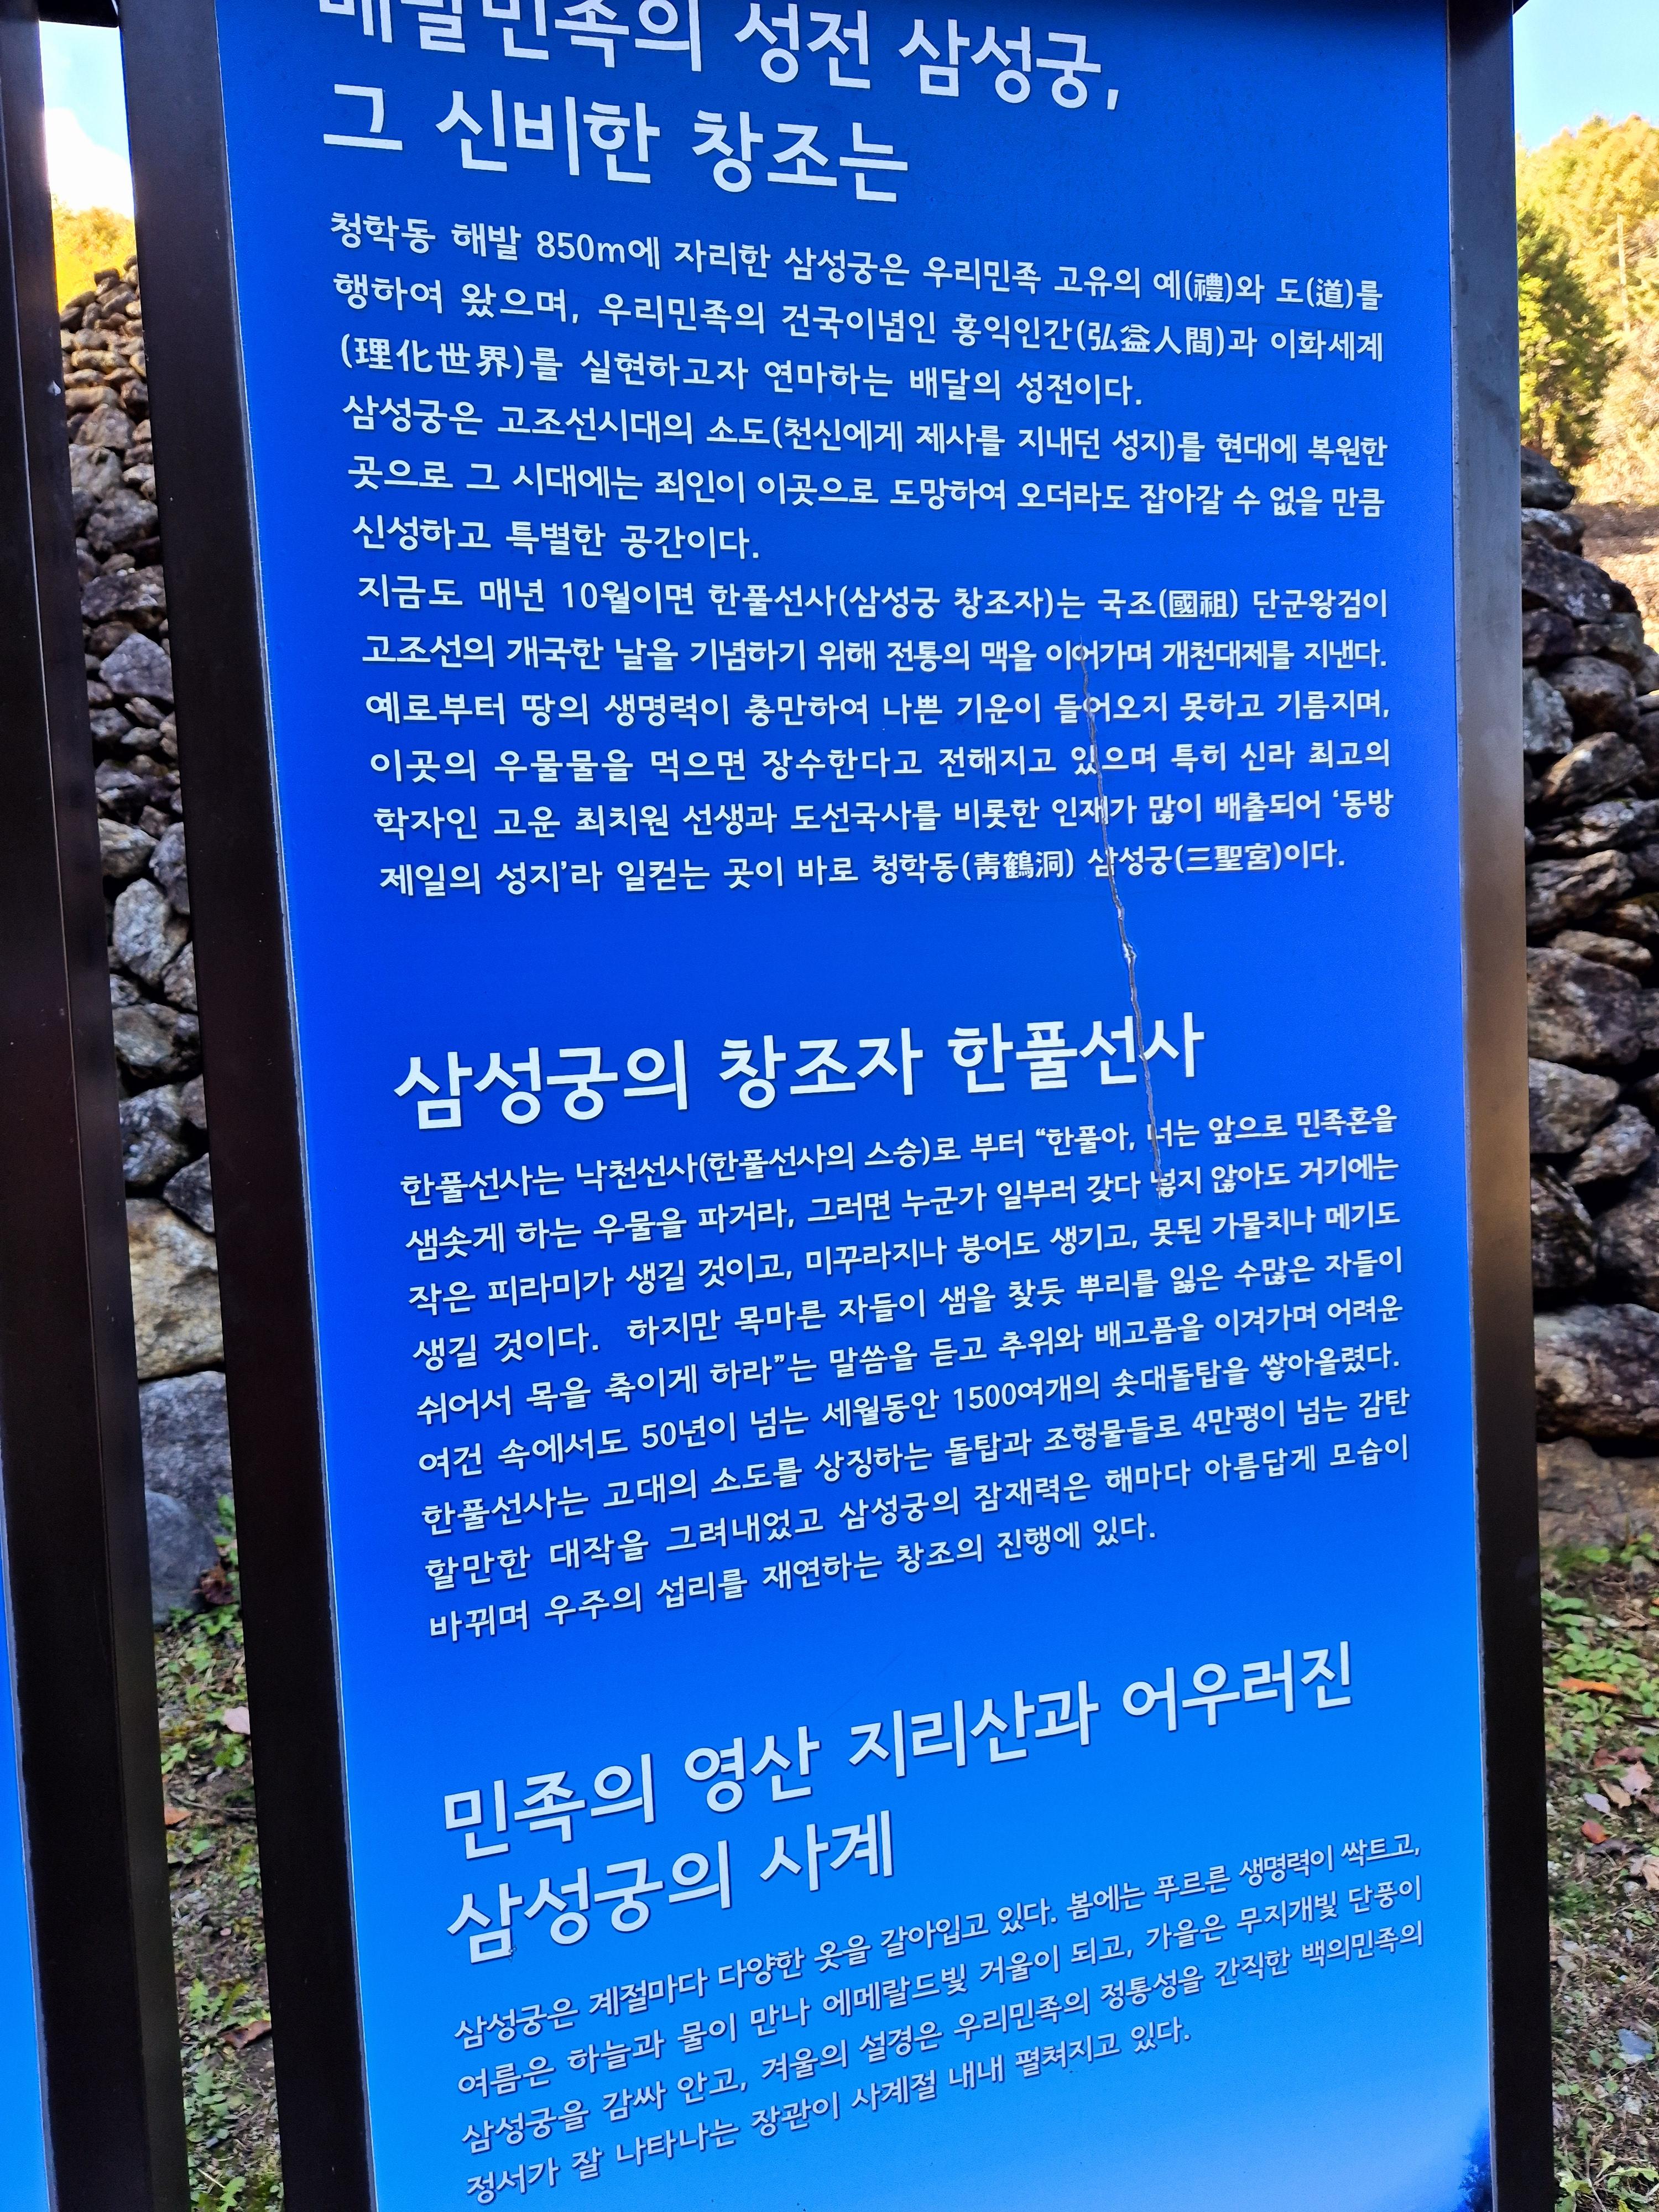 배달민족의 성전 삼성궁,
그 신비한 창조는
청학동 해발 850m에 자리한 삼성궁은 우리민족 고유의 예(禮)와 도(道)를
행하여 왔으며, 우리민족의 건국이념인 홍익인간(弘益人間)과 이화세계
(理化世界)를 실현하고자 연마하는 배달의 성전이다.
삼성궁은 고조선시대의 소도(천신에게 제사를 지내던 성지)를 현대에 복원한
곳으로 그 시대에는 죄인이 이곳으로 도망하여 오더라도 잡아갈 수 없을 만큼
신성하고 특별한 공간이다.
지금도 매년 10월이면 한풀선사(삼성궁 창조자)는 국조(國祖) 단군왕검이
고조선의 개국한 날을 기념하기 위해 전통의 맥을 이어가며 개천대제를 지낸다.
예로부터 땅의 생명력이 충만하여 나쁜 기운이 들어오지 못하고 기름지며,
이곳의 우물물을 먹으면 장수한다고 전해지고 있으며 특히 신라 최고의
학자인 고운 최치원 선생과 도선국사를 비롯한 인재가 많이 배출되어 ‘동방
제일의 성지’라 일컫는 곳이 바로 청학동(靑鶴洞) 삼성궁(三聖宮)이다.
삼성궁의 창조자 한풀선사
한풀선사는 낙천선사(한풀선사의 스승)로 부터 “한풀아, 너는 앞으로 민족혼을
샘솟게 하는 우물을 파거라, 그러면 누군가 일부러 갖다 넣지 않아도 거기에는
작은 피라미가 생길 것이고, 미꾸라지나 붕어도 생기고, 못된 가물치나 메기도
생길 것이다. 하지만 목마른 자들이 샘을 찾듯 뿌리를 잃은 수많은 자들이
쉬어서 목을 축이게 하라”는 말씀을 듣고 추위와 배고픔을 이겨가며 어려운
여건 속에서도 50년이 넘는 세월동안 1500여개의 솟대돌탑을 쌓아올렸다.
한풀선사는 고대의 소도를 상징하는 돌탑과 조형물들로 4만평이 넘는 감탄
할만한 대작을 그려내었고 삼성궁의 잠재력은 해마다 아름답게 모습이
바뀌며 우주의 섭리를 재연하는 창조의 진행에 있다.
민족의 영산 지리산과 어우러진
삼성궁의 사계
삼성궁은 계절마다 다양한 옷을 갈아입고 있다. 봄에는 푸르른 생명력이 싹트고,
여름은 하늘과 물이 만나 에메랄드빛 거울이 되고, 가을은 무지개빛 단풍이
삼성궁을 감싸 안고, 겨울의 설경은 우리민족의 정통성을 간직한 백의민족의
정서가 잘 나타나는 장관이 사계절 내내 펼쳐지고 있다.